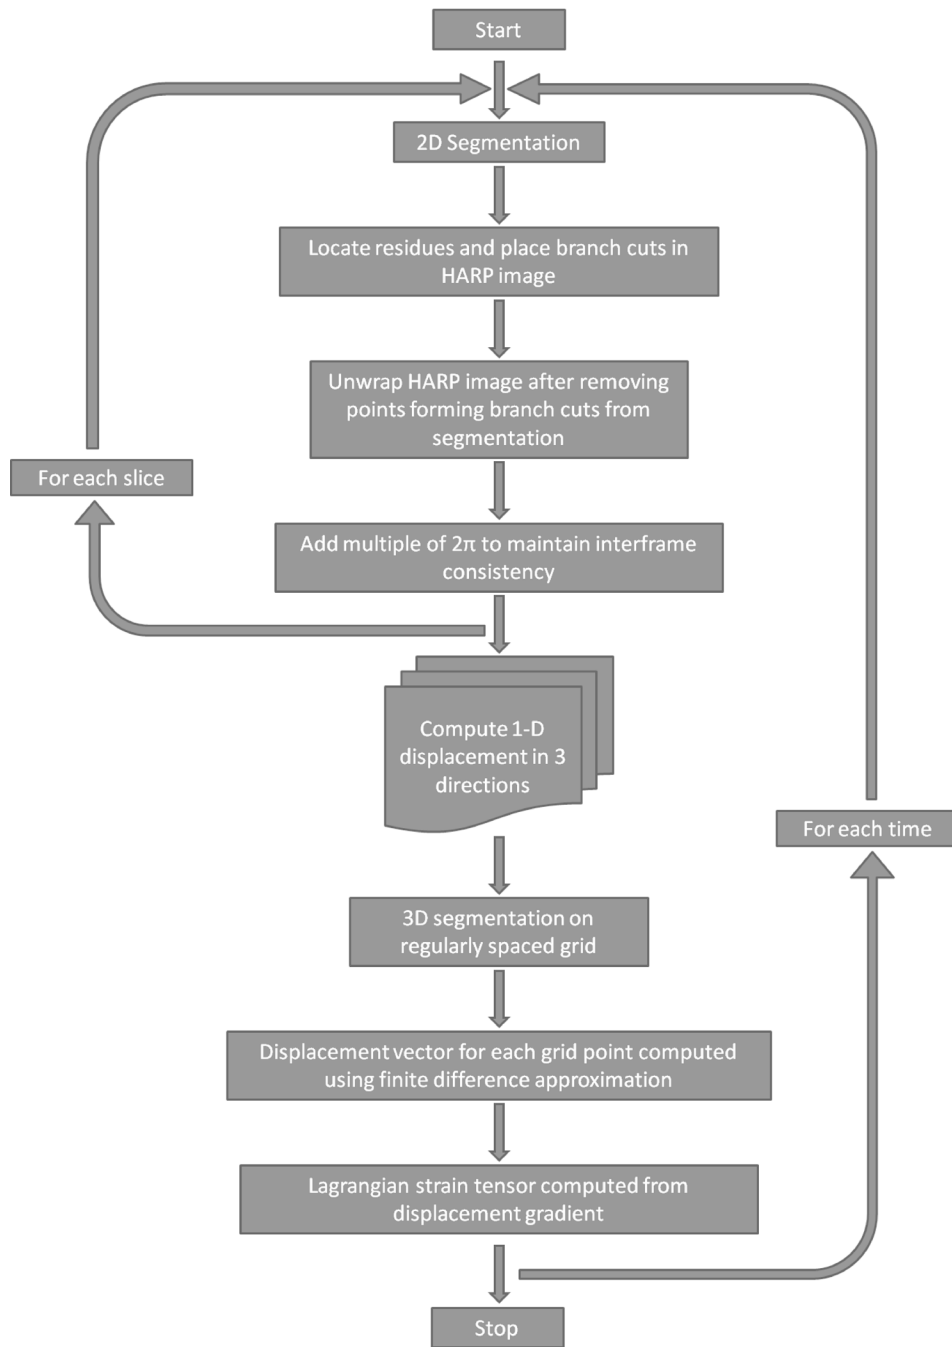 Start
2D Segmentation
Locate residues and place branch cuts in
HARP image
Unwrap HARP image after removing
points forming branch cuts from
segmentation
For each slice
Add multiple of 2π to maintain interframe
consistency
Compute 1-D
displacement in 3
directions
For each time
3D segmentation on
regularly spaced grid
Displacement vector for each grid point computed
using finite difference approximation
Lagrangian strain tensor computed from
displacement gradient
Stop